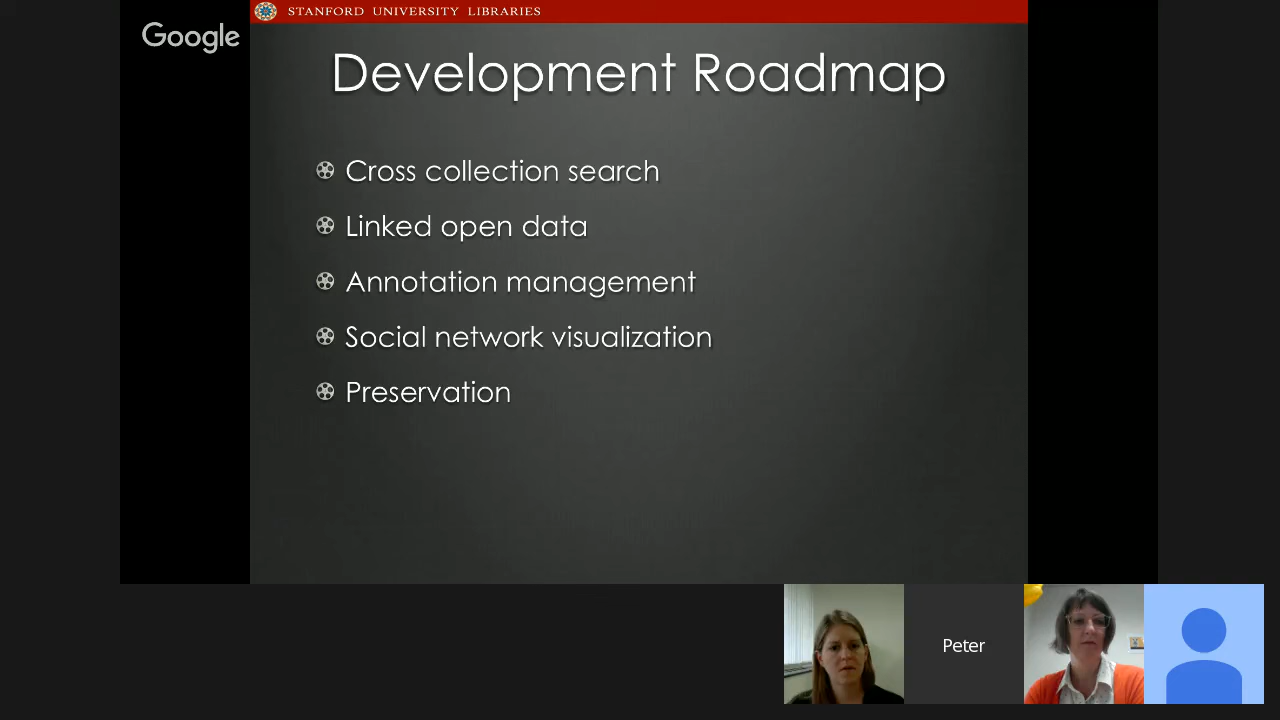 STANFORD UNIVERSITY LIBRARIES
Google
Development Roadmap
Cross collection search
Linked open data
Annotation management
Social network visualization
Preservation
Peter